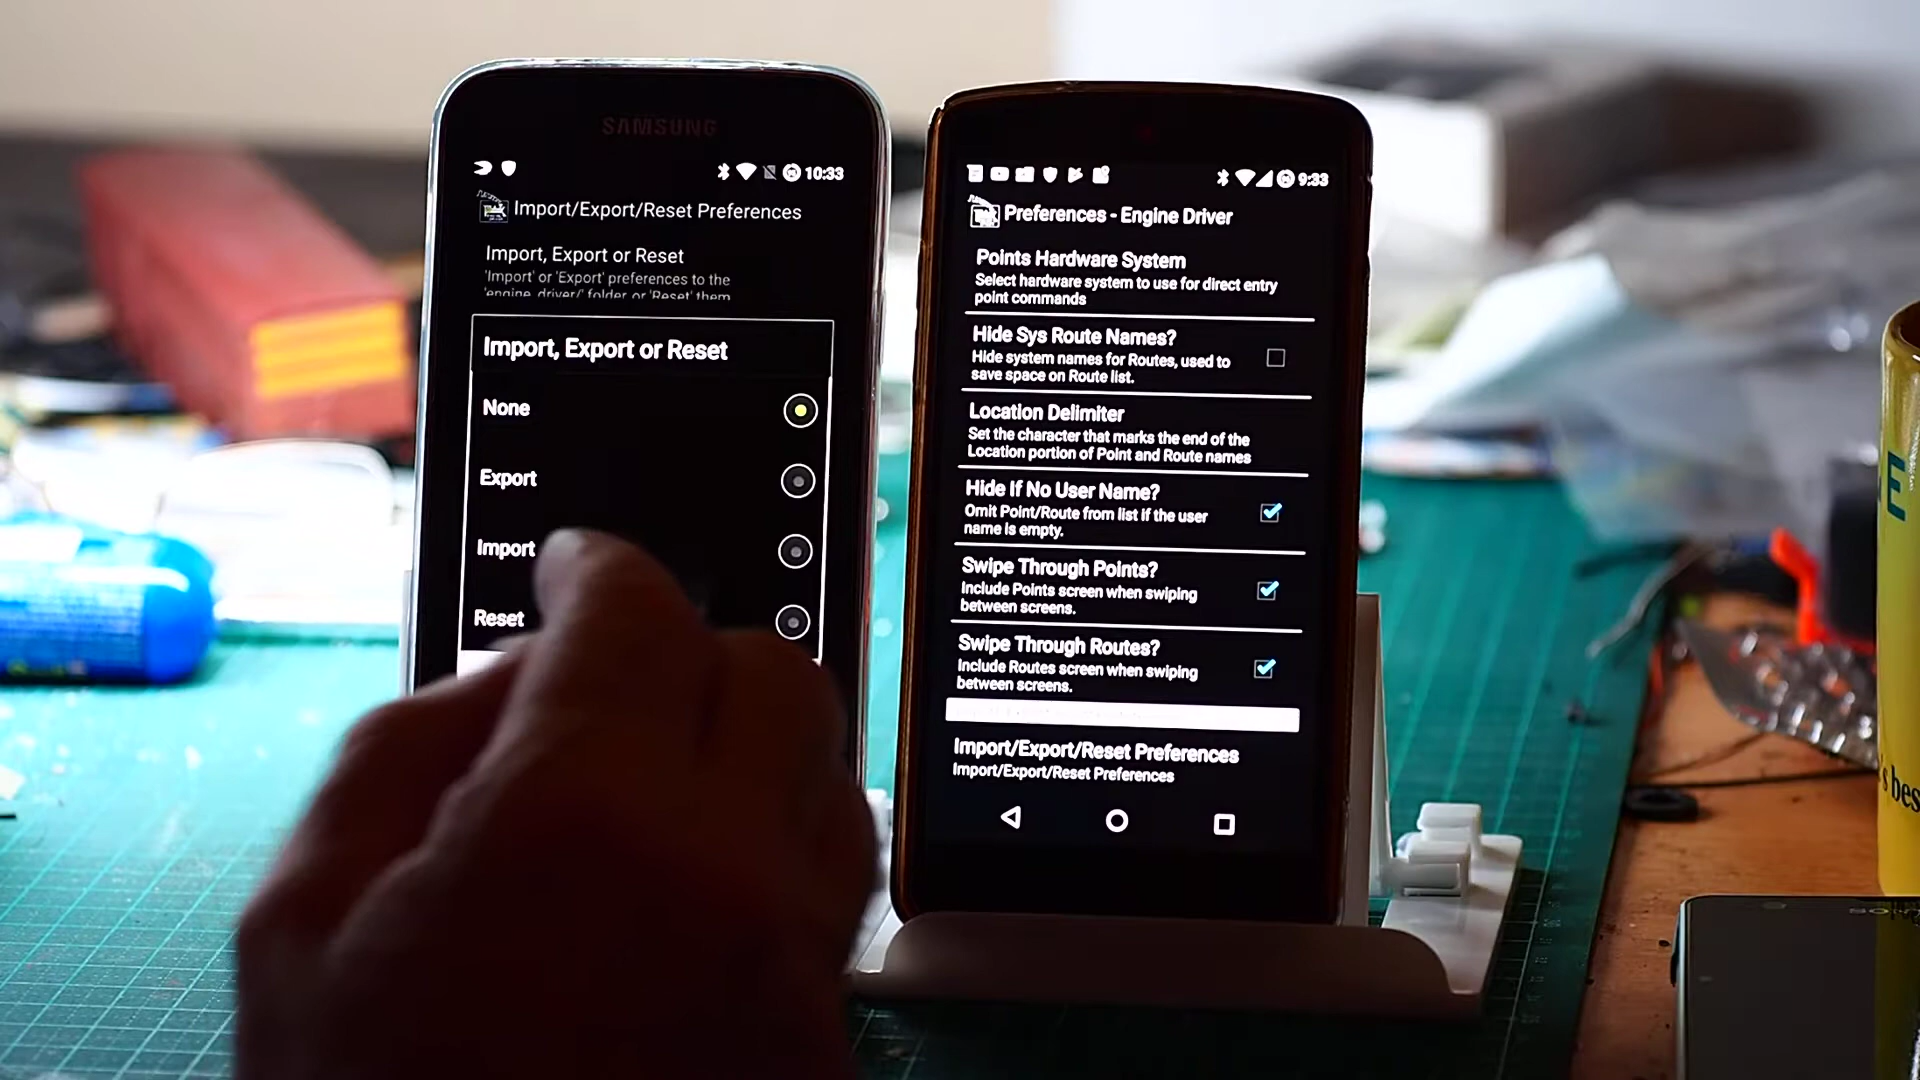 SAMSUNG
10:33
Import/Export/Reset Preferences
Import, Export or Reset
'Import' or 'Export' preferences to the
'engine_driver/' folder, or 'Reset' them
Import, Export or Reset
None
Export
Import
Reset
9:33
Preferences - Engine Driver
Points Hardware System
Select hardware system to use for direct entry
point commands
Hide Sys Route Names?
Hide system names for Routes, used to
save space on Route list.
Location Delimiter
Set the character that marks the end of the
Location portion of Point and Route names
Hide If No User Name?
Omit Point/Route from list if the user
name is empty.
Swipe Through Points?
Include Points screen when swiping
between screens.
Swipe Through Routes?
Include Routes screen when swiping
between screens.
Import/Export/Reset Preferences
Import/Export/Reset Preferences
E
's best